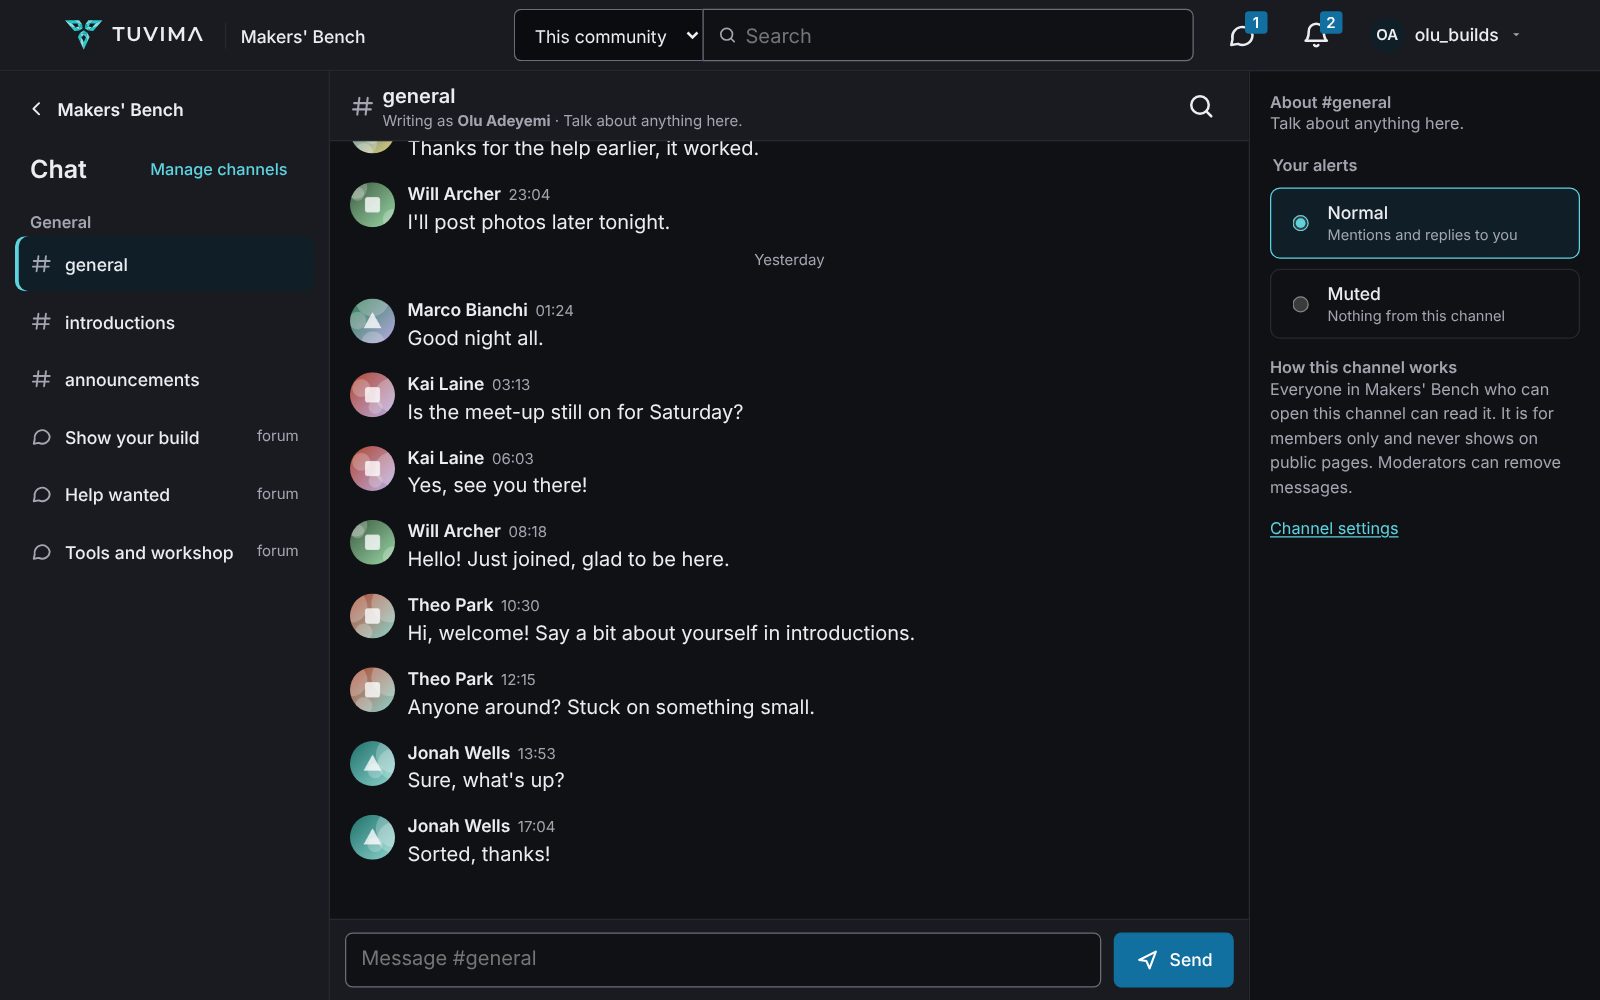 TUVIMA
Makers' Bench
This community
Search
1
2
OA
olu_builds
Makers' Bench
Chat
Manage channels
General
general
introductions
announcements
Show your build
forum
Help wanted
forum
Tools and workshop
forum
general
Writing as Olu Adeyemi · Talk about anything here.
Thanks for the help earlier, it worked.
Will Archer 23:04
I'll post photos later tonight.
Yesterday
Marco Bianchi 01:24
Good night all.
Kai Laine 03:13
Is the meet-up still on for Saturday?
Kai Laine 06:03
Yes, see you there!
Will Archer 08:18
Hello! Just joined, glad to be here.
Theo Park 10:30
Hi, welcome! Say a bit about yourself in introductions.
Theo Park 12:15
Anyone around? Stuck on something small.
Jonah Wells 13:53
Sure, what's up?
Jonah Wells 17:04
Sorted, thanks!
Message #general
Send
About #general
Talk about anything here.
Your alerts
Normal
Mentions and replies to you
Muted
Nothing from this channel
How this channel works
Everyone in Makers' Bench who can
open this channel can read it. It is for
members only and never shows on
public pages. Moderators can remove
messages.
Channel settings